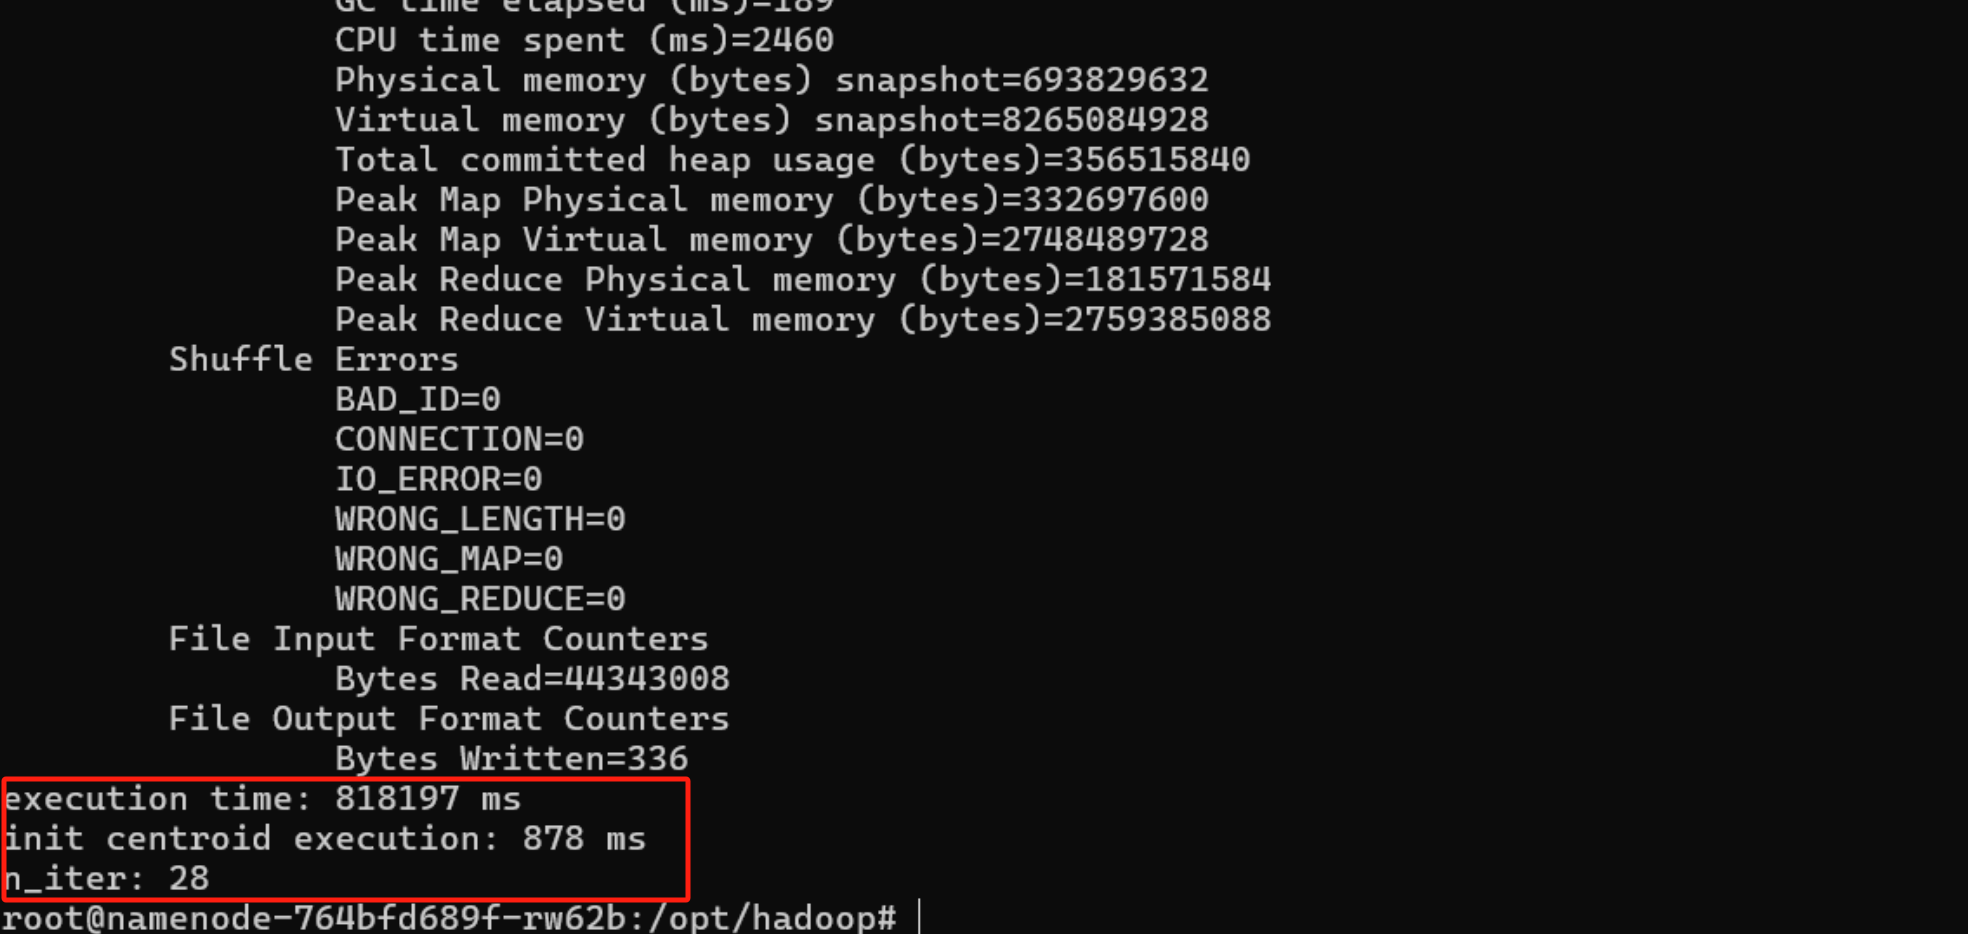 GC time elapsed (ms)=189
CPU time spent (ms)=2460
Physical memory (bytes) snapshot=693829632
Virtual memory (bytes) snapshot=8265084928
Total committed heap usage (bytes)=356515840
Peak Map Physical memory (bytes)=332697600
Peak Map Virtual memory (bytes)=2748489728
Peak Reduce Physical memory (bytes)=181571584
Peak Reduce Virtual memory (bytes)=2759385088
Shuffle Errors
BAD_ID=0
CONNECTION=0
IO_ERROR=0
WRONG_LENGTH=0
WRONG_MAP=0
WRONG_REDUCE=0
File Input Format Counters
Bytes Read=44343008
File Output Format Counters
Bytes Written=336
execution time: 818197 ms
init centroid execution: 878 ms
n_iter: 28
root@namenode-764bfd689f-rw62b:/opt/hadoop#